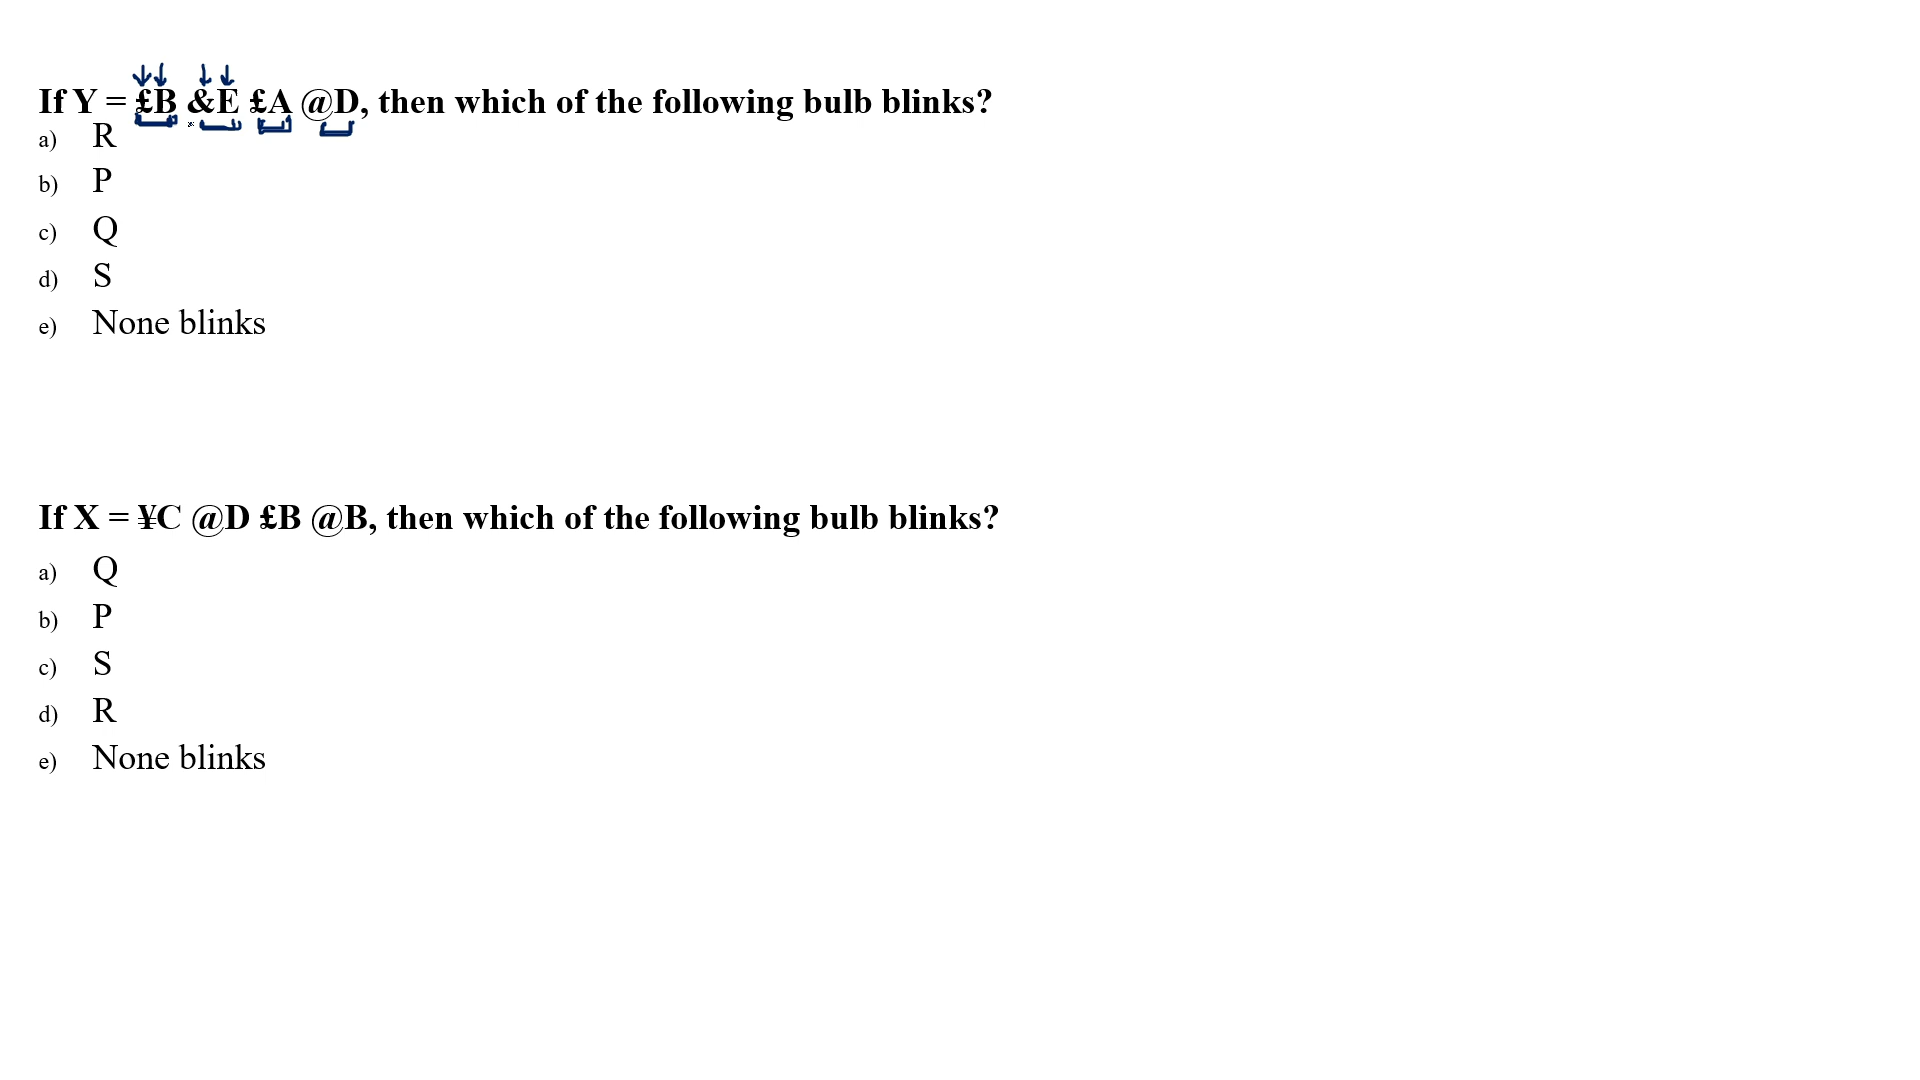 If Y = £B &E £A @D, then which of the following bulb blinks?
a) R
b) P
c) Q
d) S
e) None blinks
If X = ¥C @D £B @B, then which of the following bulb blinks?
a) Q
b) P
c) S
d) R
e) None blinks